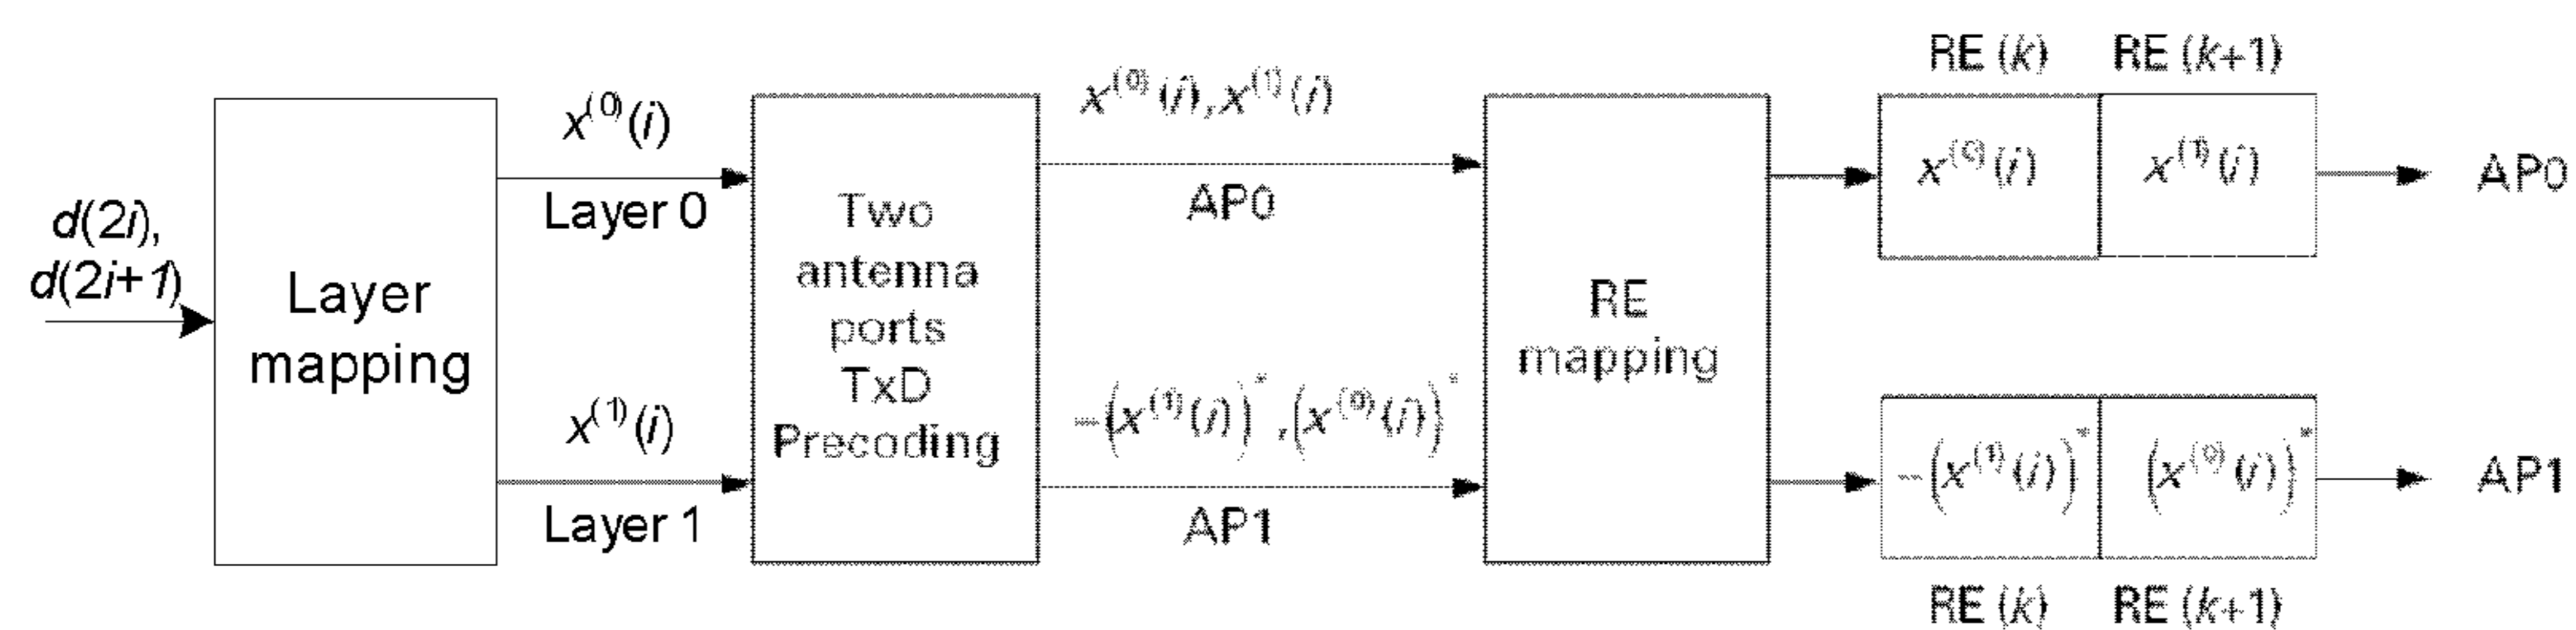 d(2i),
d(2i+1)
Layer
mapping
x^(0)(i)
Layer 0
x^(1)(i)
Layer 1
Two
antenna
ports
TxD
Precoding
x^(0)(i), x^(1)(i)
AP0
-(x^(1)(i))^*, (x^(0)(i))^*
AP1
RE
mapping
RE (k) RE (k+1)
x^(0)(i) x^(1)(i)
AP0
-(x^(1)(i))^* (x^(0)(i))^*
AP1
RE (k) RE (k+1)